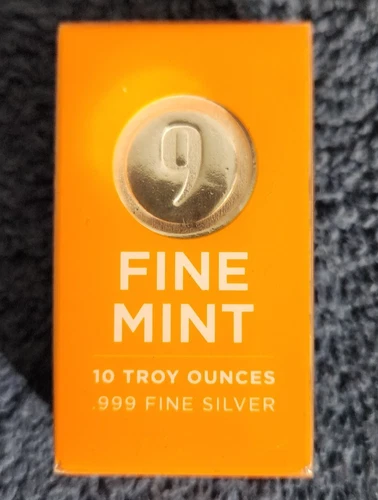 9
FINE
MINT
10 TROY OUNCES
.999 FINE SILVER